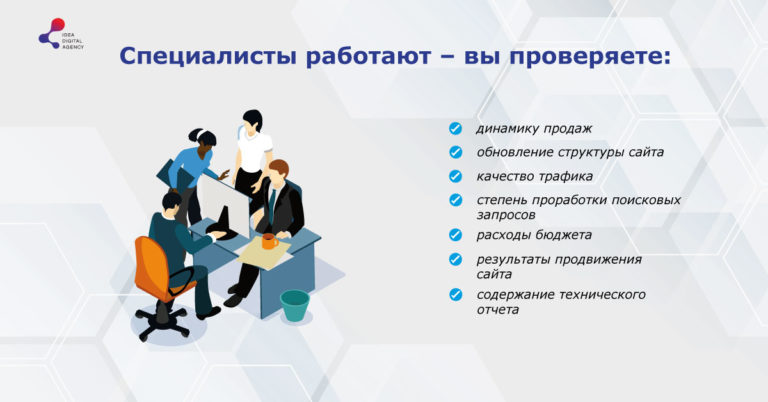 IDEA
DIGITAL
AGENCY
Специалисты работают – вы проверяете:
динамику продаж
обновление структуры сайта
качество трафика
степень проработки поисковых
запросов
расходы бюджета
результаты продвижения
сайта
содержание технического
отчета